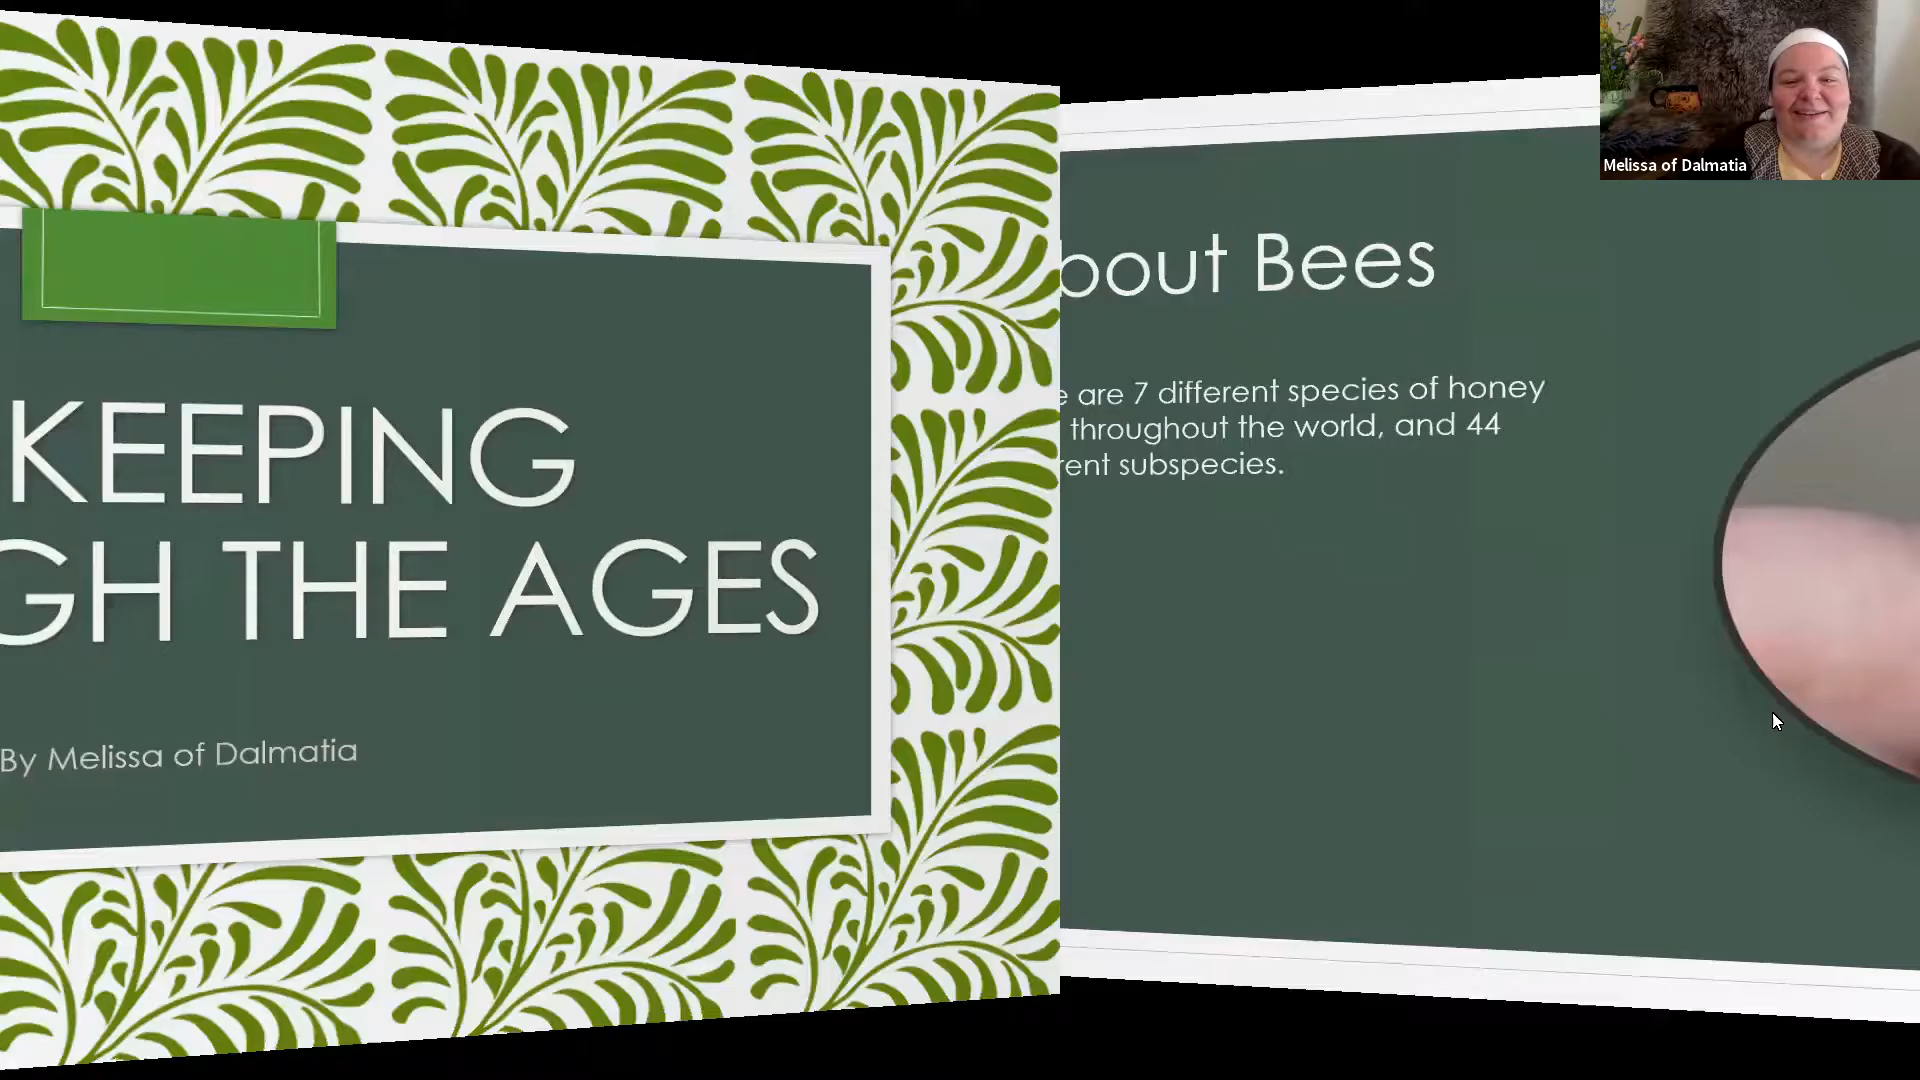 KEEPING
GH THE AGES
By Melissa of Dalmatia
bout Bees
e are 7 different species of honey
throughout the world, and 44
rent subspecies.
Melissa of Dalmatia